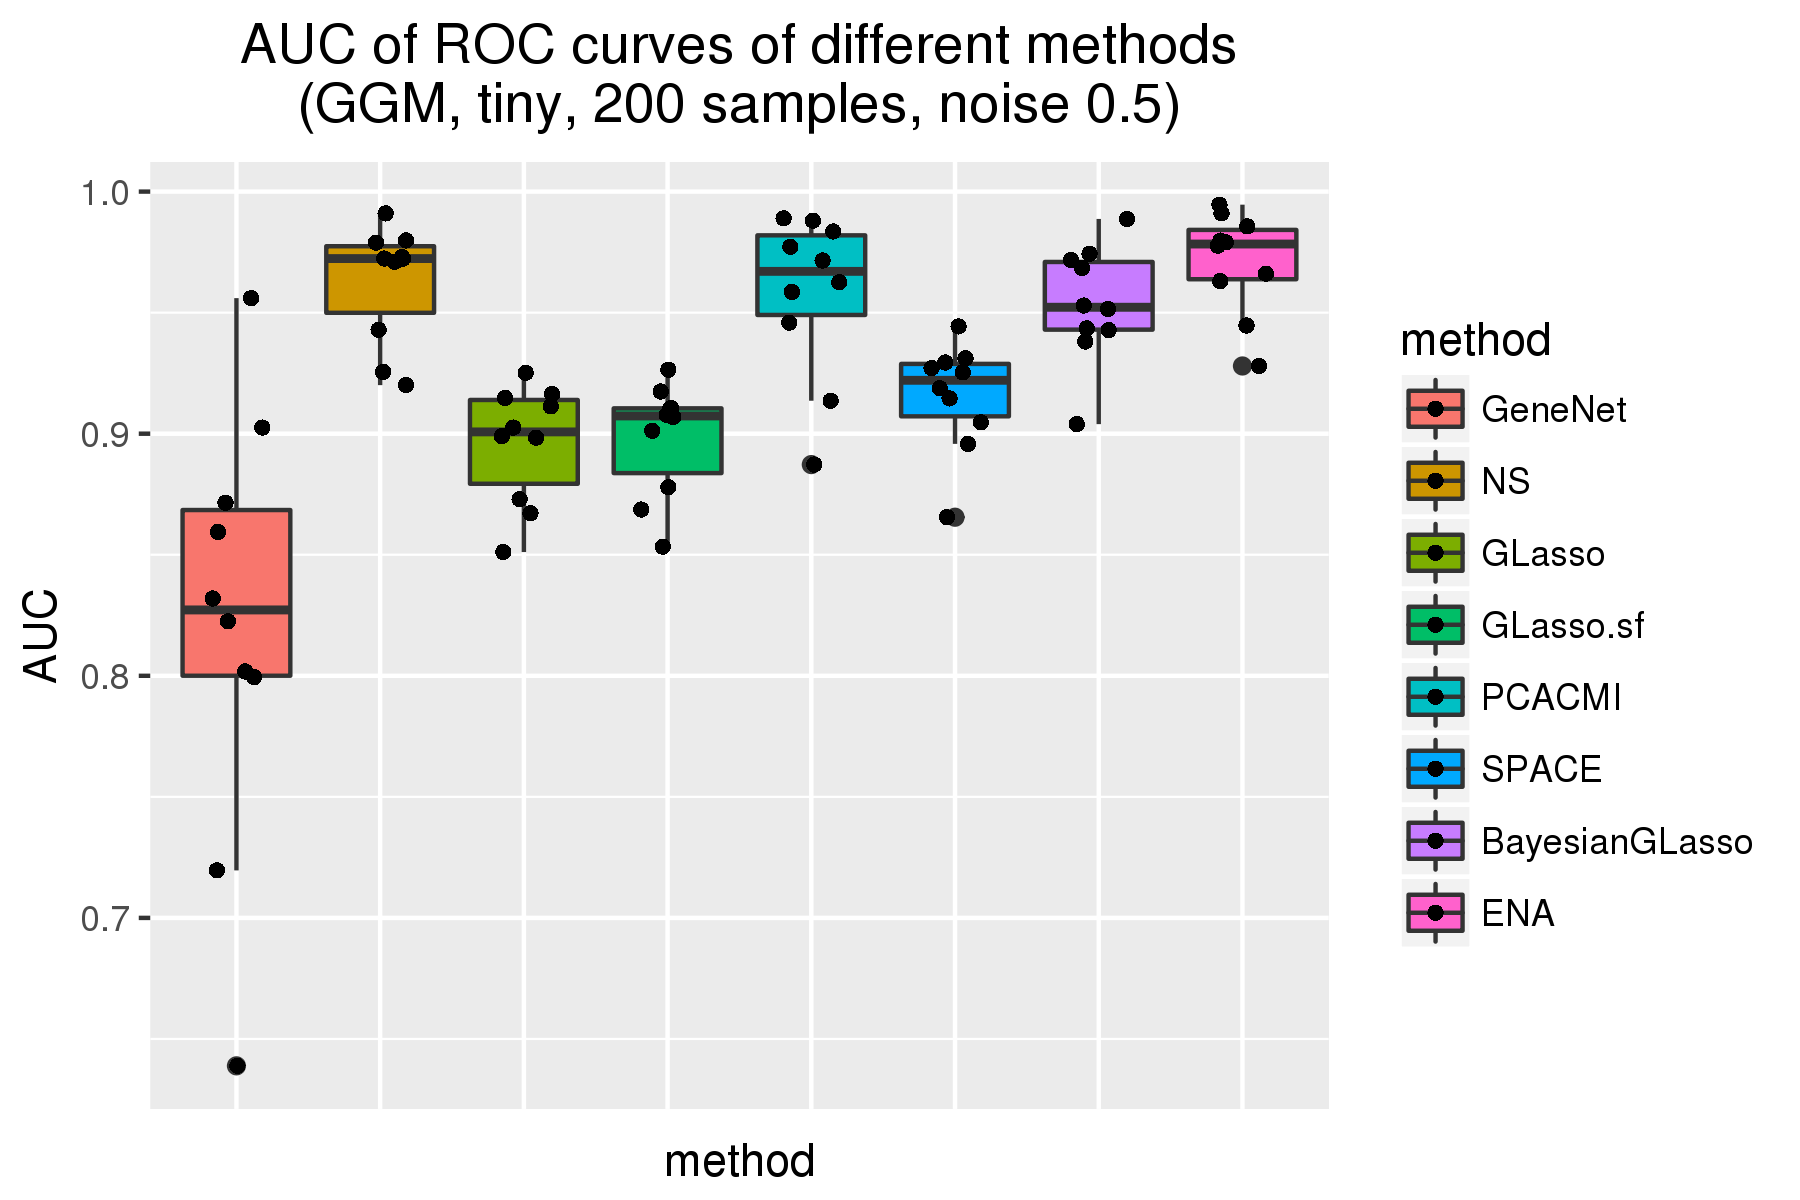 AUC of ROC curves of different methods
(GGM, tiny, 200 samples, noise 0.5)
AUC
1.0
0.9
0.8
0.7
method
method
GeneNet
NS
GLasso
GLasso.sf
PCACMI
SPACE
BayesianGLasso
ENA